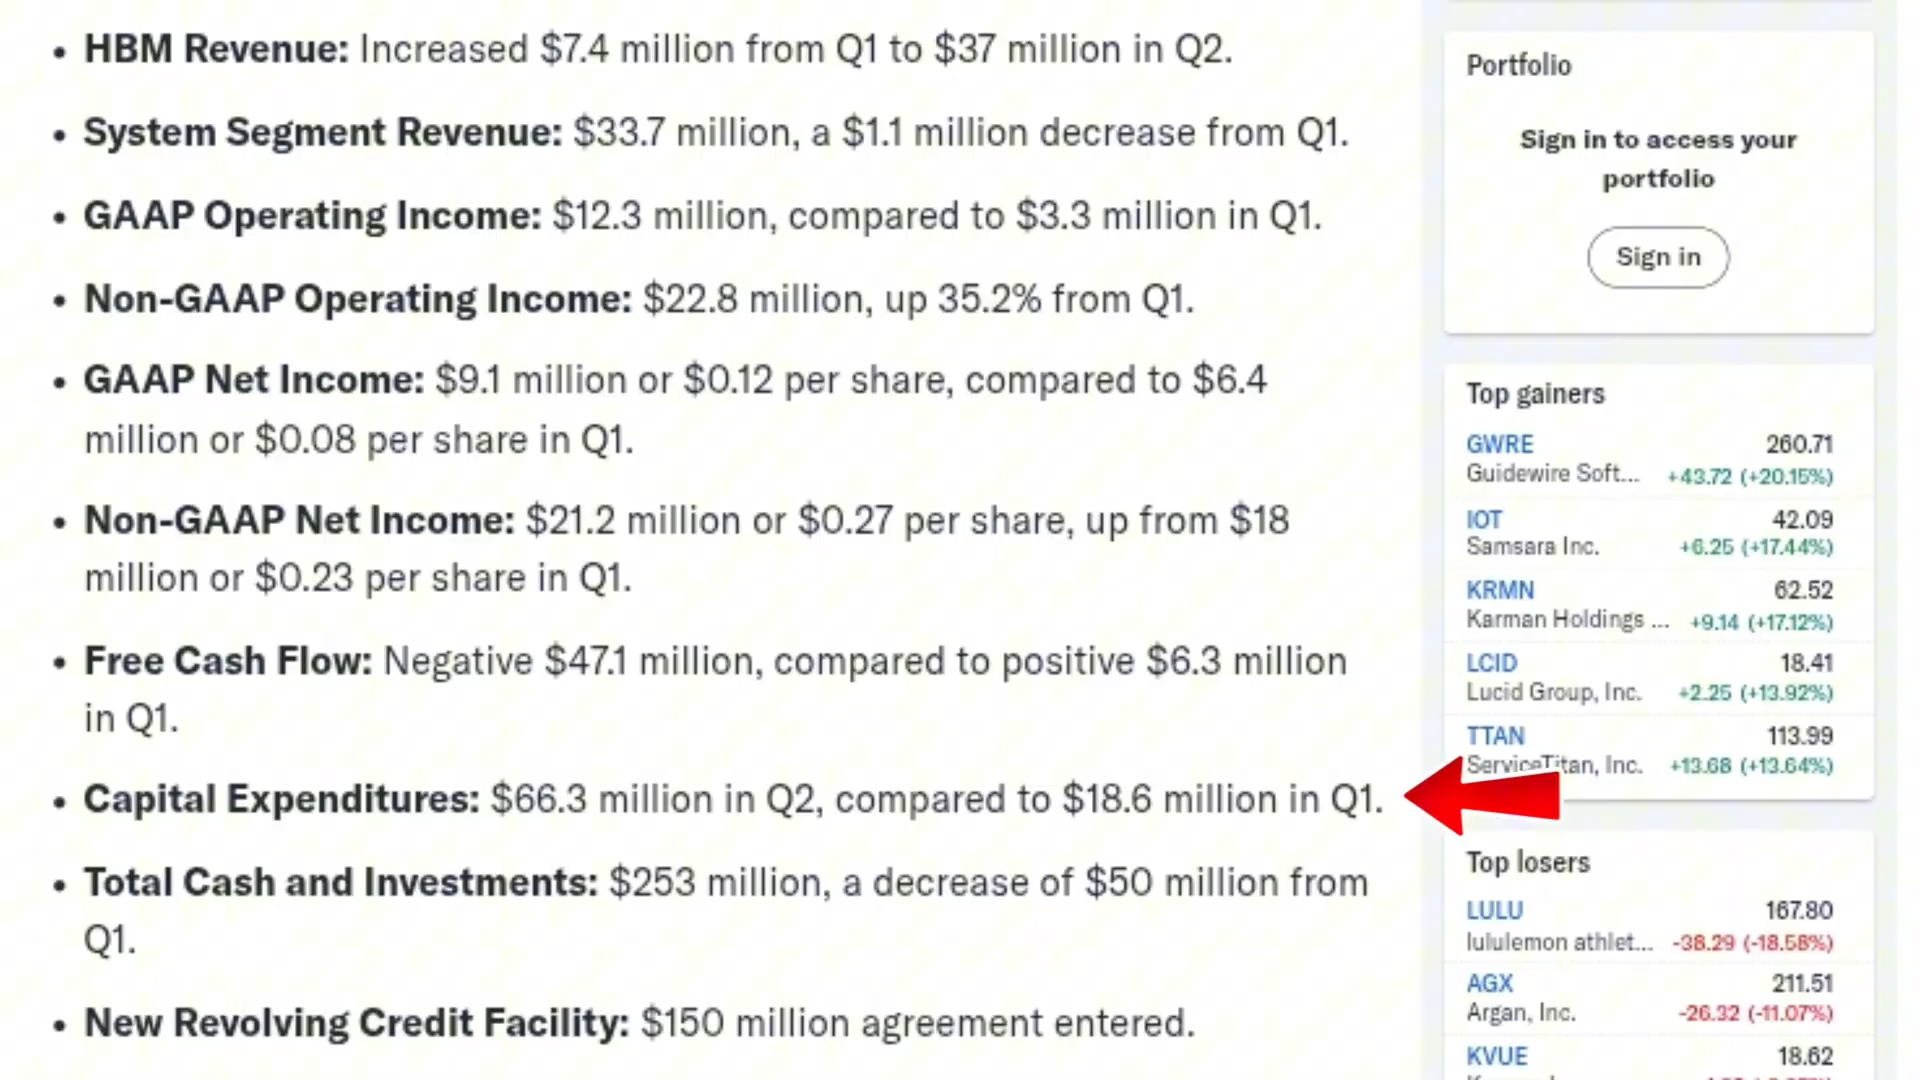 • HBM Revenue: Increased $7.4 million from Q1 to $37 million in Q2.
• System Segment Revenue: $33.7 million, a $1.1 million decrease from Q1.
• GAAP Operating Income: $12.3 million, compared to $3.3 million in Q1.
• Non-GAAP Operating Income: $22.8 million, up 35.2% from Q1.
• GAAP Net Income: $9.1 million or $0.12 per share, compared to $6.4
million or $0.08 per share in Q1.
• Non-GAAP Net Income: $21.2 million or $0.27 per share, up from $18
million or $0.23 per share in Q1.
• Free Cash Flow: Negative $47.1 million, compared to positive $6.3 million
in Q1.
• Capital Expenditures: $66.3 million in Q2, compared to $18.6 million in Q1.
• Total Cash and Investments: $253 million, a decrease of $50 million from
Q1.
• New Revolving Credit Facility: $150 million agreement entered.
Portfolio
Sign in to access your
portfolio
Sign in
Top gainers
GWRE 260.71
Guidewire Soft... +43.72 (+20.15%)
IOT 42.09
Samsara Inc. +6.25 (+17.44%)
KRMN 62.52
Karman Holdings ... +9.14 (+17.12%)
LCID 18.41
Lucid Group, Inc. +2.25 (+13.92%)
TTAN 113.99
ServiceTitan, Inc. +13.68 (+13.64%)
Top losers
LULU 167.80
lululemon athlet... -38.29 (-18.58%)
AGX 211.51
Argan, Inc. -26.32 (-11.07%)
KVUE 18.62